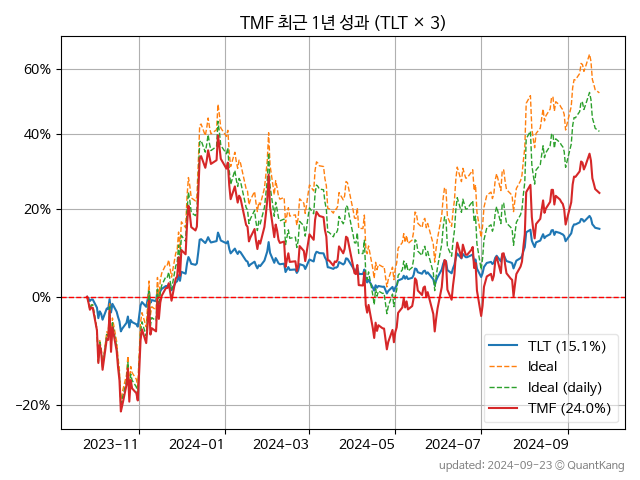 TMF 최근 1년 성과 (TLT × 3)
60%
40%
20%
0%
−20%
2023-11
2024-01
2024-03
2024-05
2024-07
2024-09
TLT (15.1%)
Ideal
Ideal (daily)
TMF (24.0%)
updated: 2024-09-23 © QuantKang